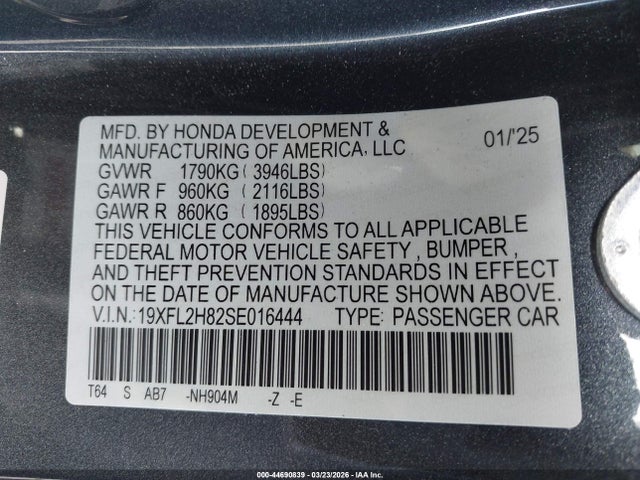 MFD. BY HONDA DEVELOPMENT &
MANUFACTURING OF AMERICA, LLC 01/'25
GVWR 1790KG ( 3946LBS)
GAWR F 960KG ( 2116LBS)
GAWR R 860KG ( 1895LBS)
THIS VEHICLE CONFORMS TO ALL APPLICABLE
FEDERAL MOTOR VEHICLE SAFETY , BUMPER ,
AND THEFT PREVENTION STANDARDS IN EFFECT
ON THE DATE OF MANUFACTURE SHOWN ABOVE.
V.I.N.:19XFL2H82SE016444 TYPE: PASSENGER CAR
T64 S AB7 -NH904M -Z -E
000-44690839 - 03/23/2026 - IAA Inc.